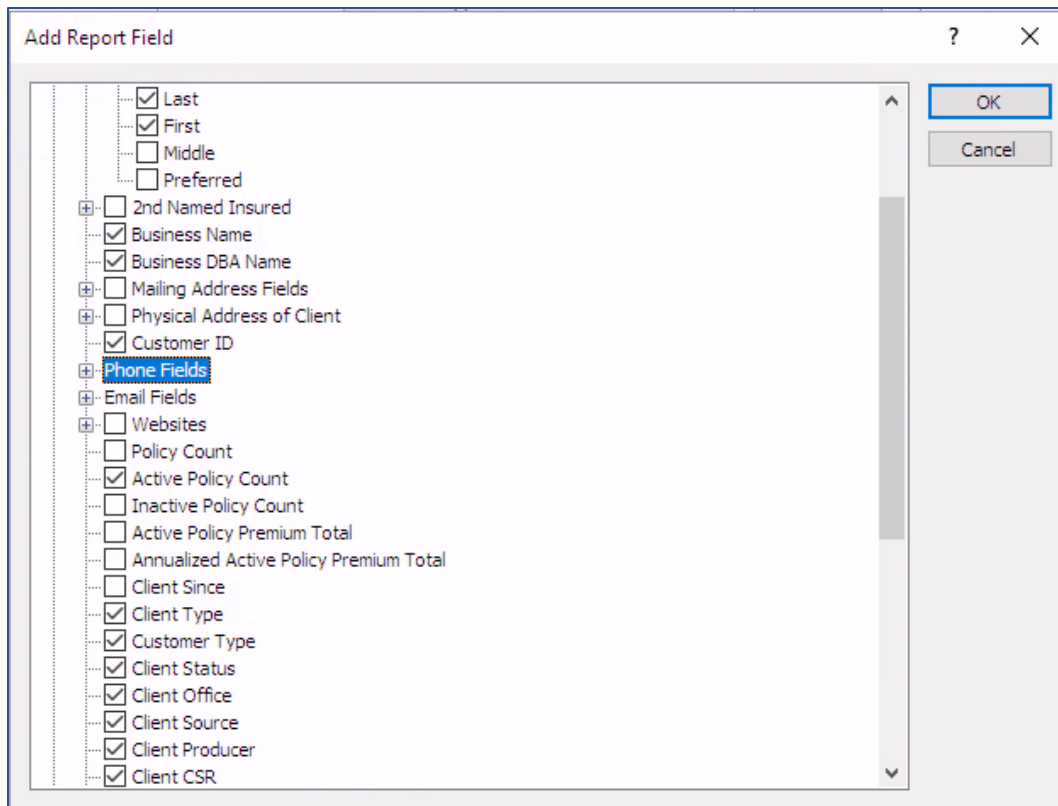 Add Report Field
?
OK
Cancel
Last
First
Middle
Preferred
2nd Named Insured
Business Name
Business DBA Name
Mailing Address Fields
Physical Address of Client
Customer ID
Phone Fields
Email Fields
Websites
Policy Count
Active Policy Count
Inactive Policy Count
Active Policy Premium Total
Annualized Active Policy Premium Total
Client Since
Client Type
Customer Type
Client Status
Client Office
Client Source
Client Producer
Client CSR